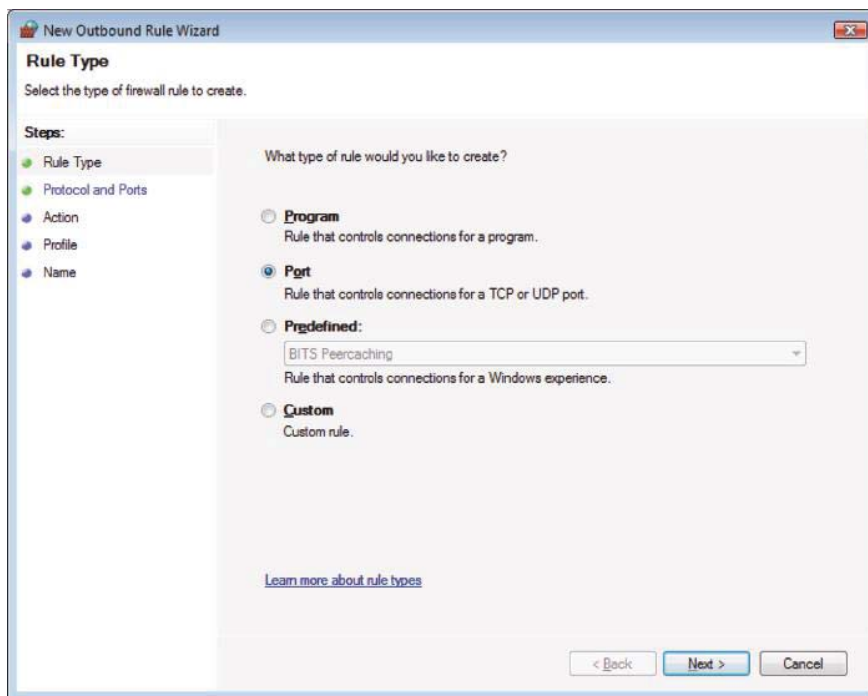 New Outbound Rule Wizard
Rule Type
Select the type of firewall rule to create.
Steps:
Rule Type
Protocol and Ports
Action
Profile
Name
What type of rule would you like to create?
Program
Rule that controls connections for a program.
Port
Rule that controls connections for a TCP or UDP port.
Predefined:
BITS Peercaching
Rule that controls connections for a Windows experience.
Custom
Custom rule.
Learn more about rule types
< Back
Next >
Cancel